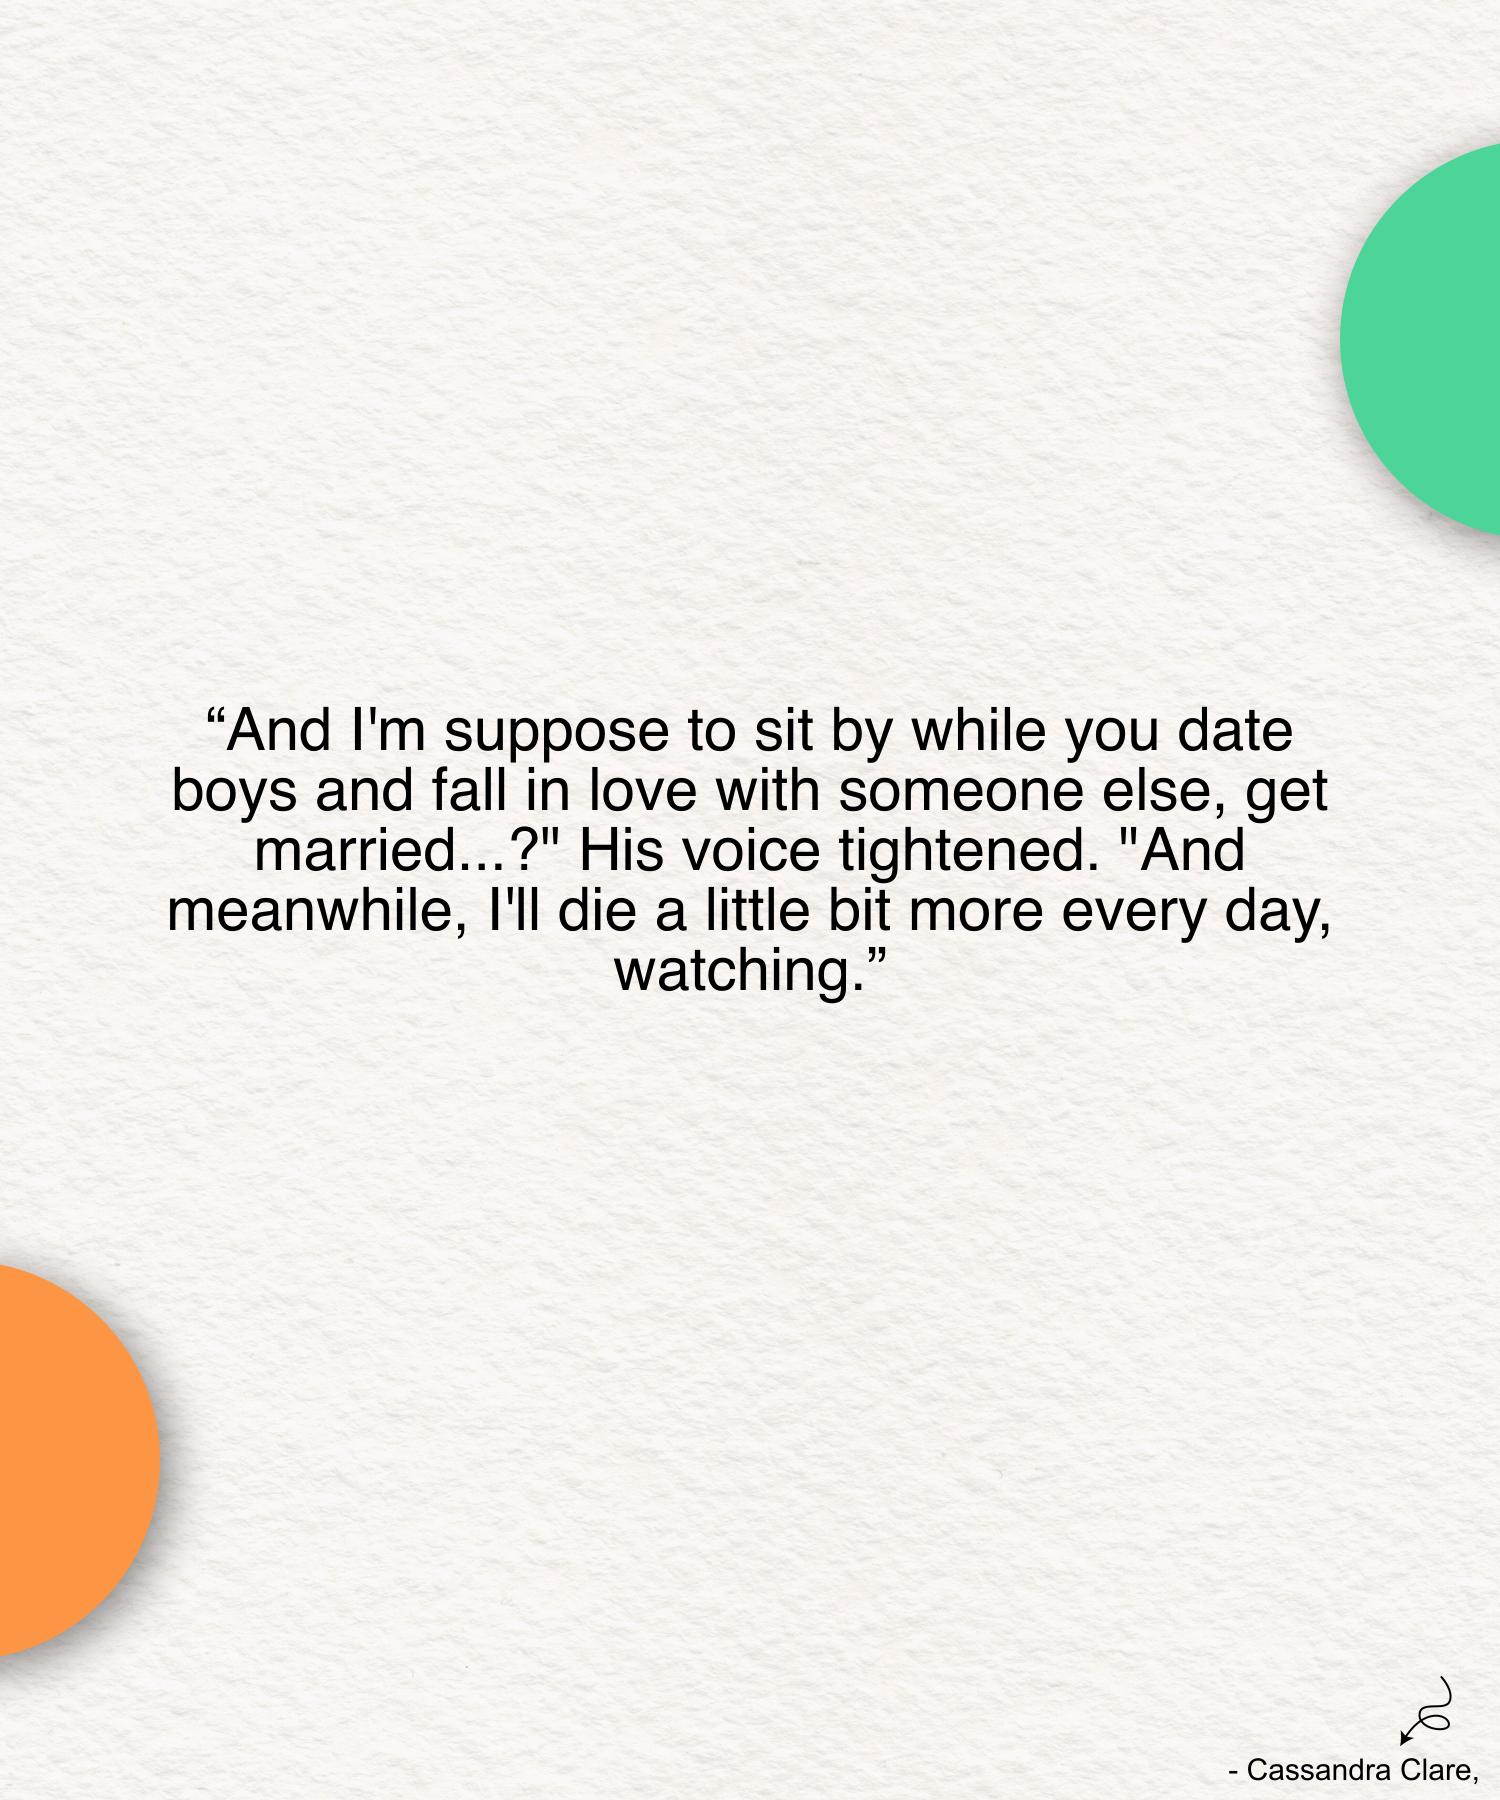 “And I'm suppose to sit by while you date
boys and fall in love with someone else, get
married...?" His voice tightened. "And
meanwhile, I'll die a little bit more every day,
watching.”
- Cassandra Clare,